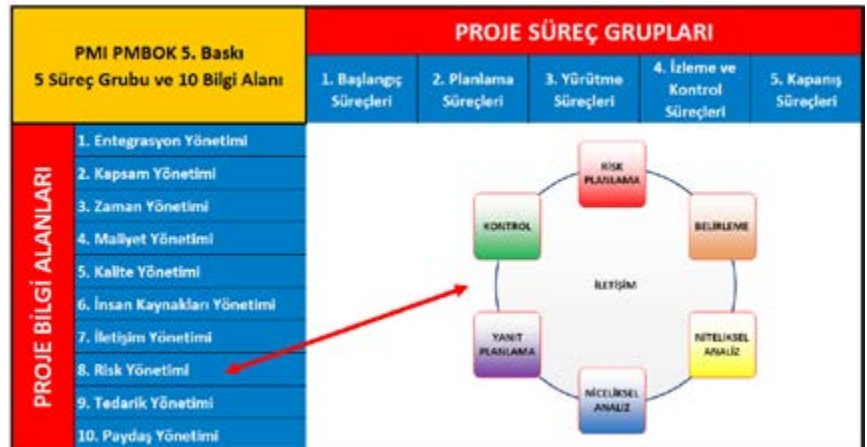 PMI PMBOK 5. Baskı
5 Süreç Grubu ve 10 Bilgi Alanı
PROJE SÜREÇ GRUPLARI
1. Başlangıç
Süreçleri
2. Planlama
Süreçleri
3. Yürütme
Süreçleri
4. İzleme ve
Kontrol
Süreçleri
5. Kapanış
Süreçleri
PROJE BİLGİ ALANLARI
1. Entegrasyon Yönetimi
2. Kapsam Yönetimi
3. Zaman Yönetimi
4. Maliyet Yönetimi
5. Kalite Yönetimi
6. İnsan Kaynakları Yönetimi
7. İletişim Yönetimi
8. Risk Yönetimi
9. Tedarik Yönetimi
10. Paydaş Yönetimi
RİSK
PLANLAMA
KONTROL
BELİRLEME
İLETİŞİM
YANIT
PLANLAMA
NİTELİKSEL
ANALİZ
NİCELİKSEL
ANALİZ